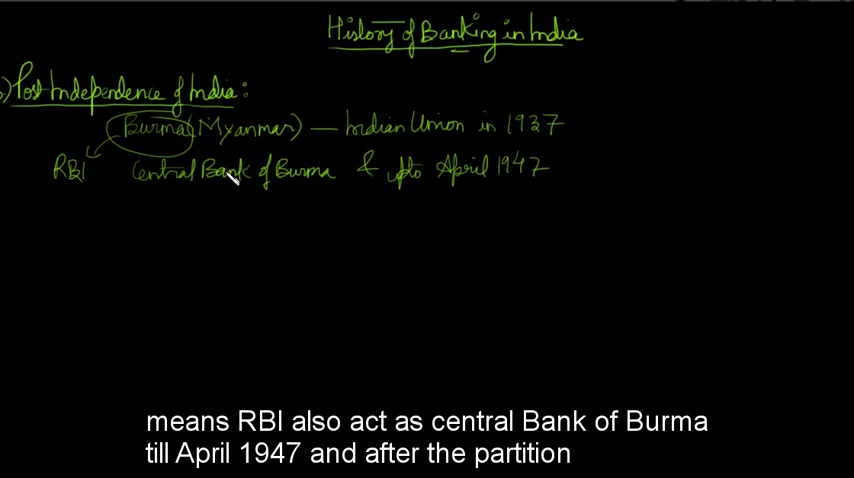 History of Banking in India
.) Post Independence of India:
Burma (Myanmar) — Indian Union in 1937
RBI Central Bank of Burma & upto April 1947
means RBI also act as central Bank of Burma
till April 1947 and after the partition